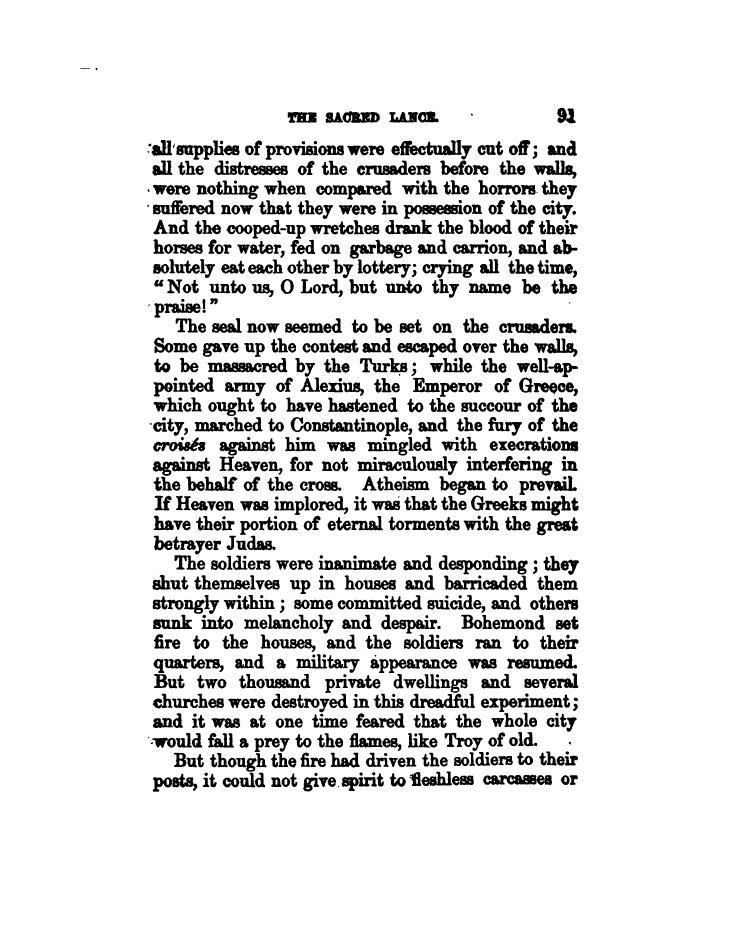 THE SACRED LANCE. 91
all supplies of provisions were effectually cut off; and
all the distresses of the crusaders before the walls,
were nothing when compared with the horrors they
suffered now that they were in possession of the city.
And the cooped-up wretches drank the blood of their
horses for water, fed on garbage and carrion, and ab-
solutely eat each other by lottery; crying all the time,
“Not unto us, O Lord, but unto thy name be the
praise!”
The seal now seemed to be set on the crusaders.
Some gave up the contest and escaped over the walls,
to be massacred by the Turks; while the well-ap-
pointed army of Alexius, the Emperor of Greece,
which ought to have hastened to the succour of the
city, marched to Constantinople, and the fury of the
croisés against him was mingled with execrations
against Heaven, for not miraculously interfering in
the behalf of the cross. Atheism began to prevail.
If Heaven was implored, it was that the Greeks might
have their portion of eternal torments with the great
betrayer Judas.
The soldiers were inanimate and desponding; they
shut themselves up in houses and barricaded them
strongly within; some committed suicide, and others
sunk into melancholy and despair. Bohemond set
fire to the houses, and the soldiers ran to their
quarters, and a military appearance was resumed.
But two thousand private dwellings and several
churches were destroyed in this dreadful experiment;
and it was at one time feared that the whole city
would fall a prey to the flames, like Troy of old.
But though the fire had driven the soldiers to their
posts, it could not give spirit to fleshless carcasses or